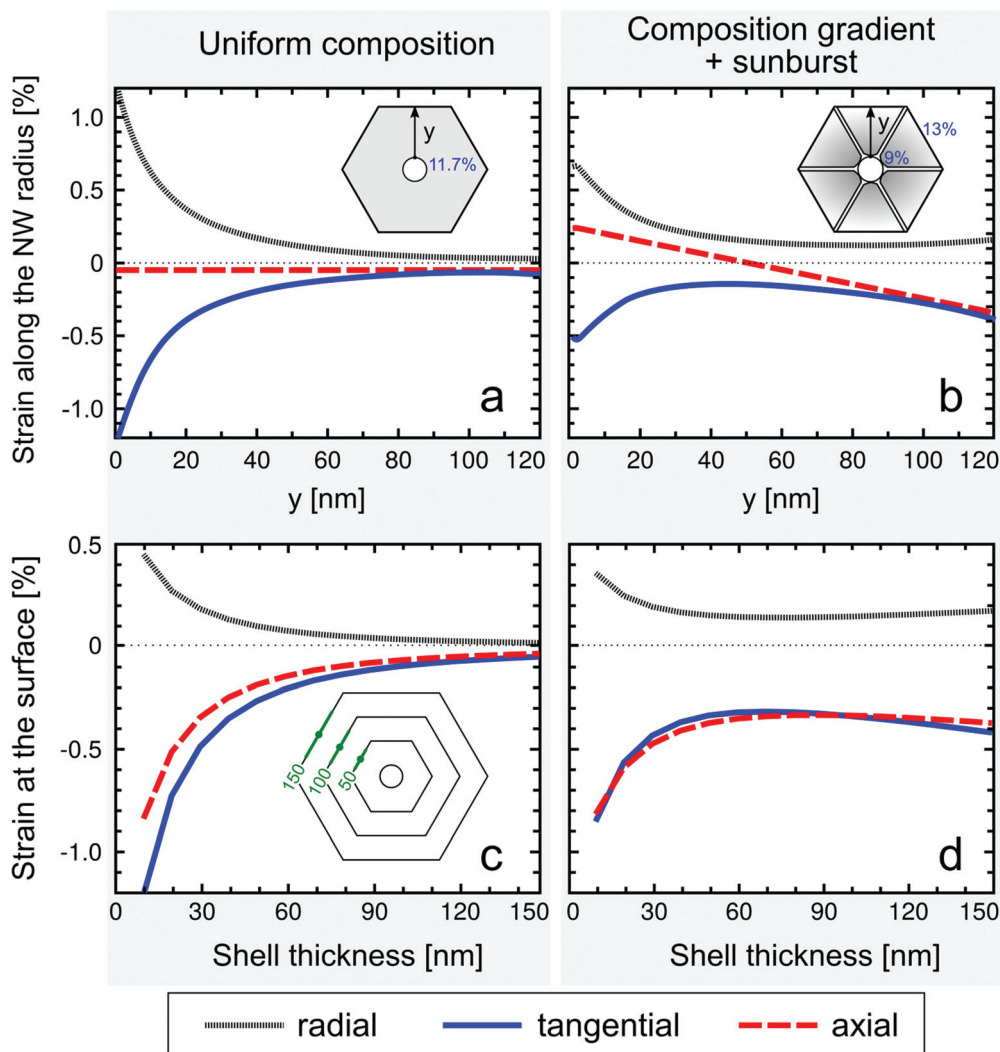 Uniform composition
Composition gradient
+ sunburst
Strain along the NW radius [%]
1.0
0.5
0
-0.5
-1.0
y
11.7%
a
0 20 40 60 80 100 120
y [nm]
y
13%
9%
b
0 20 40 60 80 100 120
y [nm]
Strain at the surface [%]
0.5
0
-0.5
-1.0
150
100
50
c
0 30 60 90 120 150
Shell thickness [nm]
d
0 30 60 90 120 150
Shell thickness [nm]
radial tangential axial